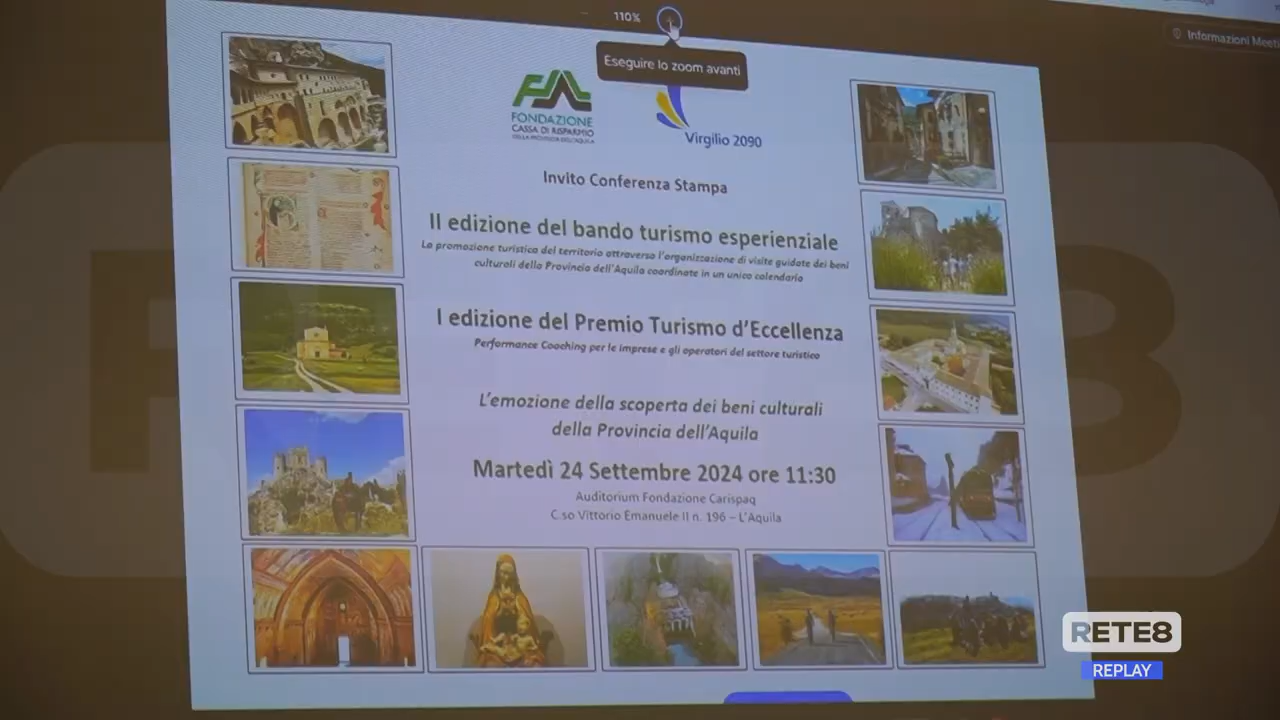 110%
Informazioni Meeti
Eseguire lo zoom avanti
FONDAZIONE
CASSA DI RISPARMIO
DELLA PROVINCIA DELL'AQUILA
Virgilio 2090
Invito Conferenza Stampa
II edizione del bando turismo esperienziale
La promozione turistica del territorio attraverso l'organizzazione di visite guidate dei beni
culturali della Provincia dell'Aquila coordinate in un unico calendario
I edizione del Premio Turismo d'Eccellenza
Performance Coaching per le imprese e gli operatori del settore turistico
L'emozione della scoperta dei beni culturali
della Provincia dell'Aquila
Martedì 24 Settembre 2024 ore 11:30
Auditorium Fondazione Carispaq
C.so Vittorio Emanuele II n. 196 – L'Aquila
RETE8
REPLAY